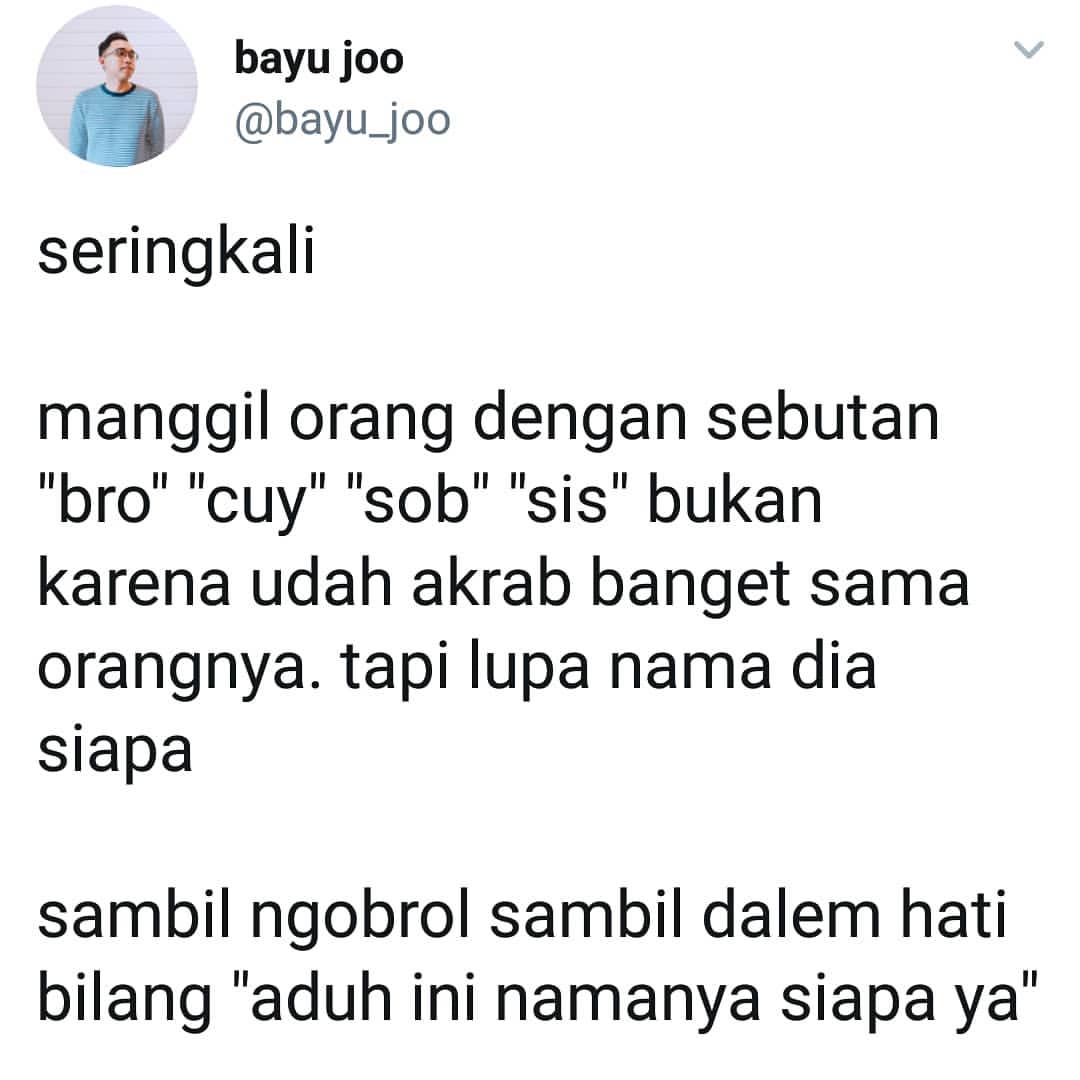 bayu joo
@bayu_joo
seringkali
manggil orang dengan sebutan
"bro" "cuy" "sob" "sis" bukan
karena udah akrab banget sama
orangnya. tapi lupa nama dia
siapa
sambil ngobrol sambil dalem hati
bilang "aduh ini namanya siapa ya"